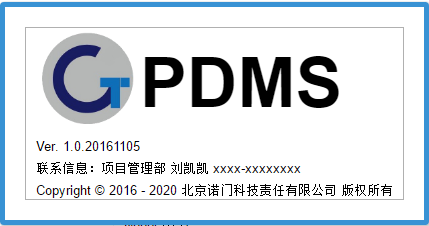 GT PDMS
Ver. 1.0.20161105
联系信息：项目管理部 刘凯凯 xxxx-xxxxxxxx
Copyright © 2016 - 2020 北京诺门科技责任有限公司 版权所有